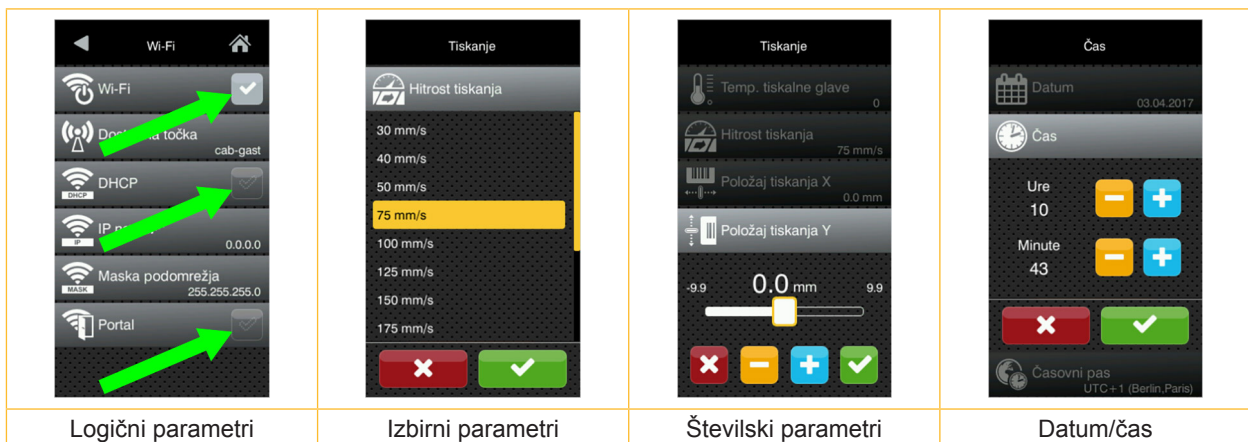 Wi-Fi
Wi-Fi
točka
cab-gast
DHCP
DHCP
IP
IP
0.0.0.0
Maska podomrežja
MASK
255.255.255.0
Portal
Logični parametri
Tiskanje
Hitrost tiskanja
30 mm/s
40 mm/s
50 mm/s
75 mm/s
100 mm/s
125 mm/s
150 mm/s
175 mm/s
Izbirni parametri
Tiskanje
Temp. tiskalne glave
0
Hitrost tiskanja
75 mm/s
Položaj tiskanja X
0.0 mm
Položaj tiskanja Y
-9.9 0.0 mm 9.9
Številski parametri
Čas
Datum
03.04.2017
Čas
Ure
10
Minute
43
Časovni pas
UTC+1 (Berlin,Paris)
Datum/čas